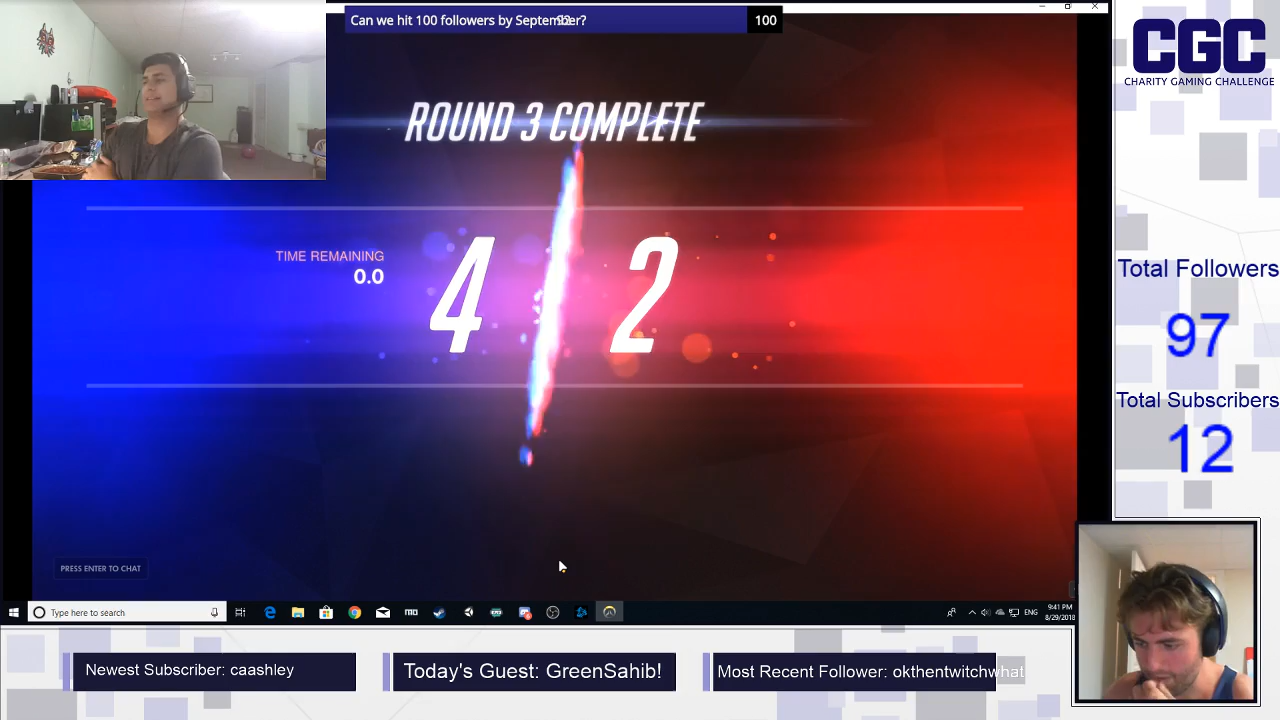 Can we hit 100 followers by September?
100
CGC
CHARITY GAMING CHALLENGE
ROUND 3 COMPLETE
TIME REMAINING
0.0
4
2
Total Followers
97
Total Subscribers
12
PRESS ENTER TO CHAT
Type here to search
ENG
9:41 PM
8/29/2018
Newest Subscriber: caashley
Today's Guest: GreenSahib!
Most Recent Follower: okthentwitchwhat